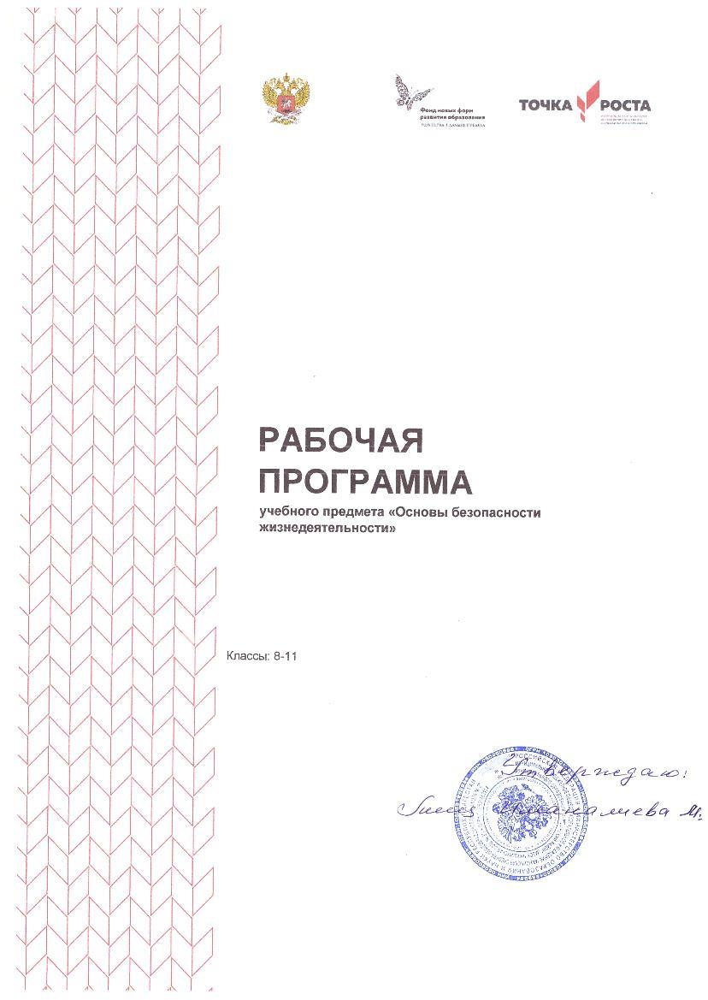 Фонд новых форм
развития образования
ТОЧКА РОСТА
РАБОЧАЯ
ПРОГРАММА
учебного предмета «Основы безопасности
жизнедеятельности»
Классы: 8-11
Утверждаю: